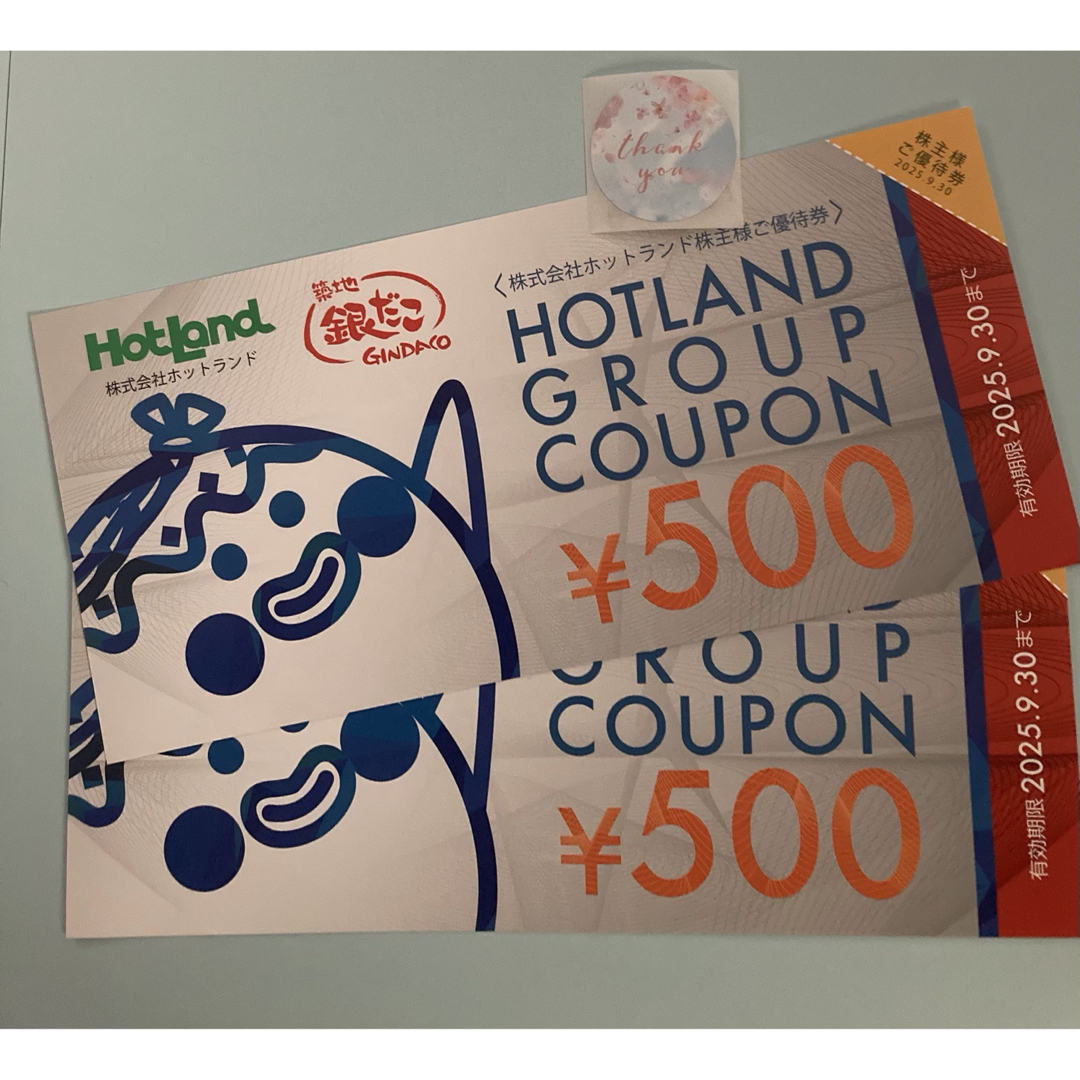 thank
you
株主様
ご優待券
2025.9.30
〈株式会社ホットランド株主様ご優待券〉
HotLand
株式会社ホットランド
築地
銀だこ
GINDACO
HOTLAND
GROUP
COUPON
¥500
有効期限 2025.9.30まで
GROUP
COUPON
¥500
有効期限 2025.9.30まで